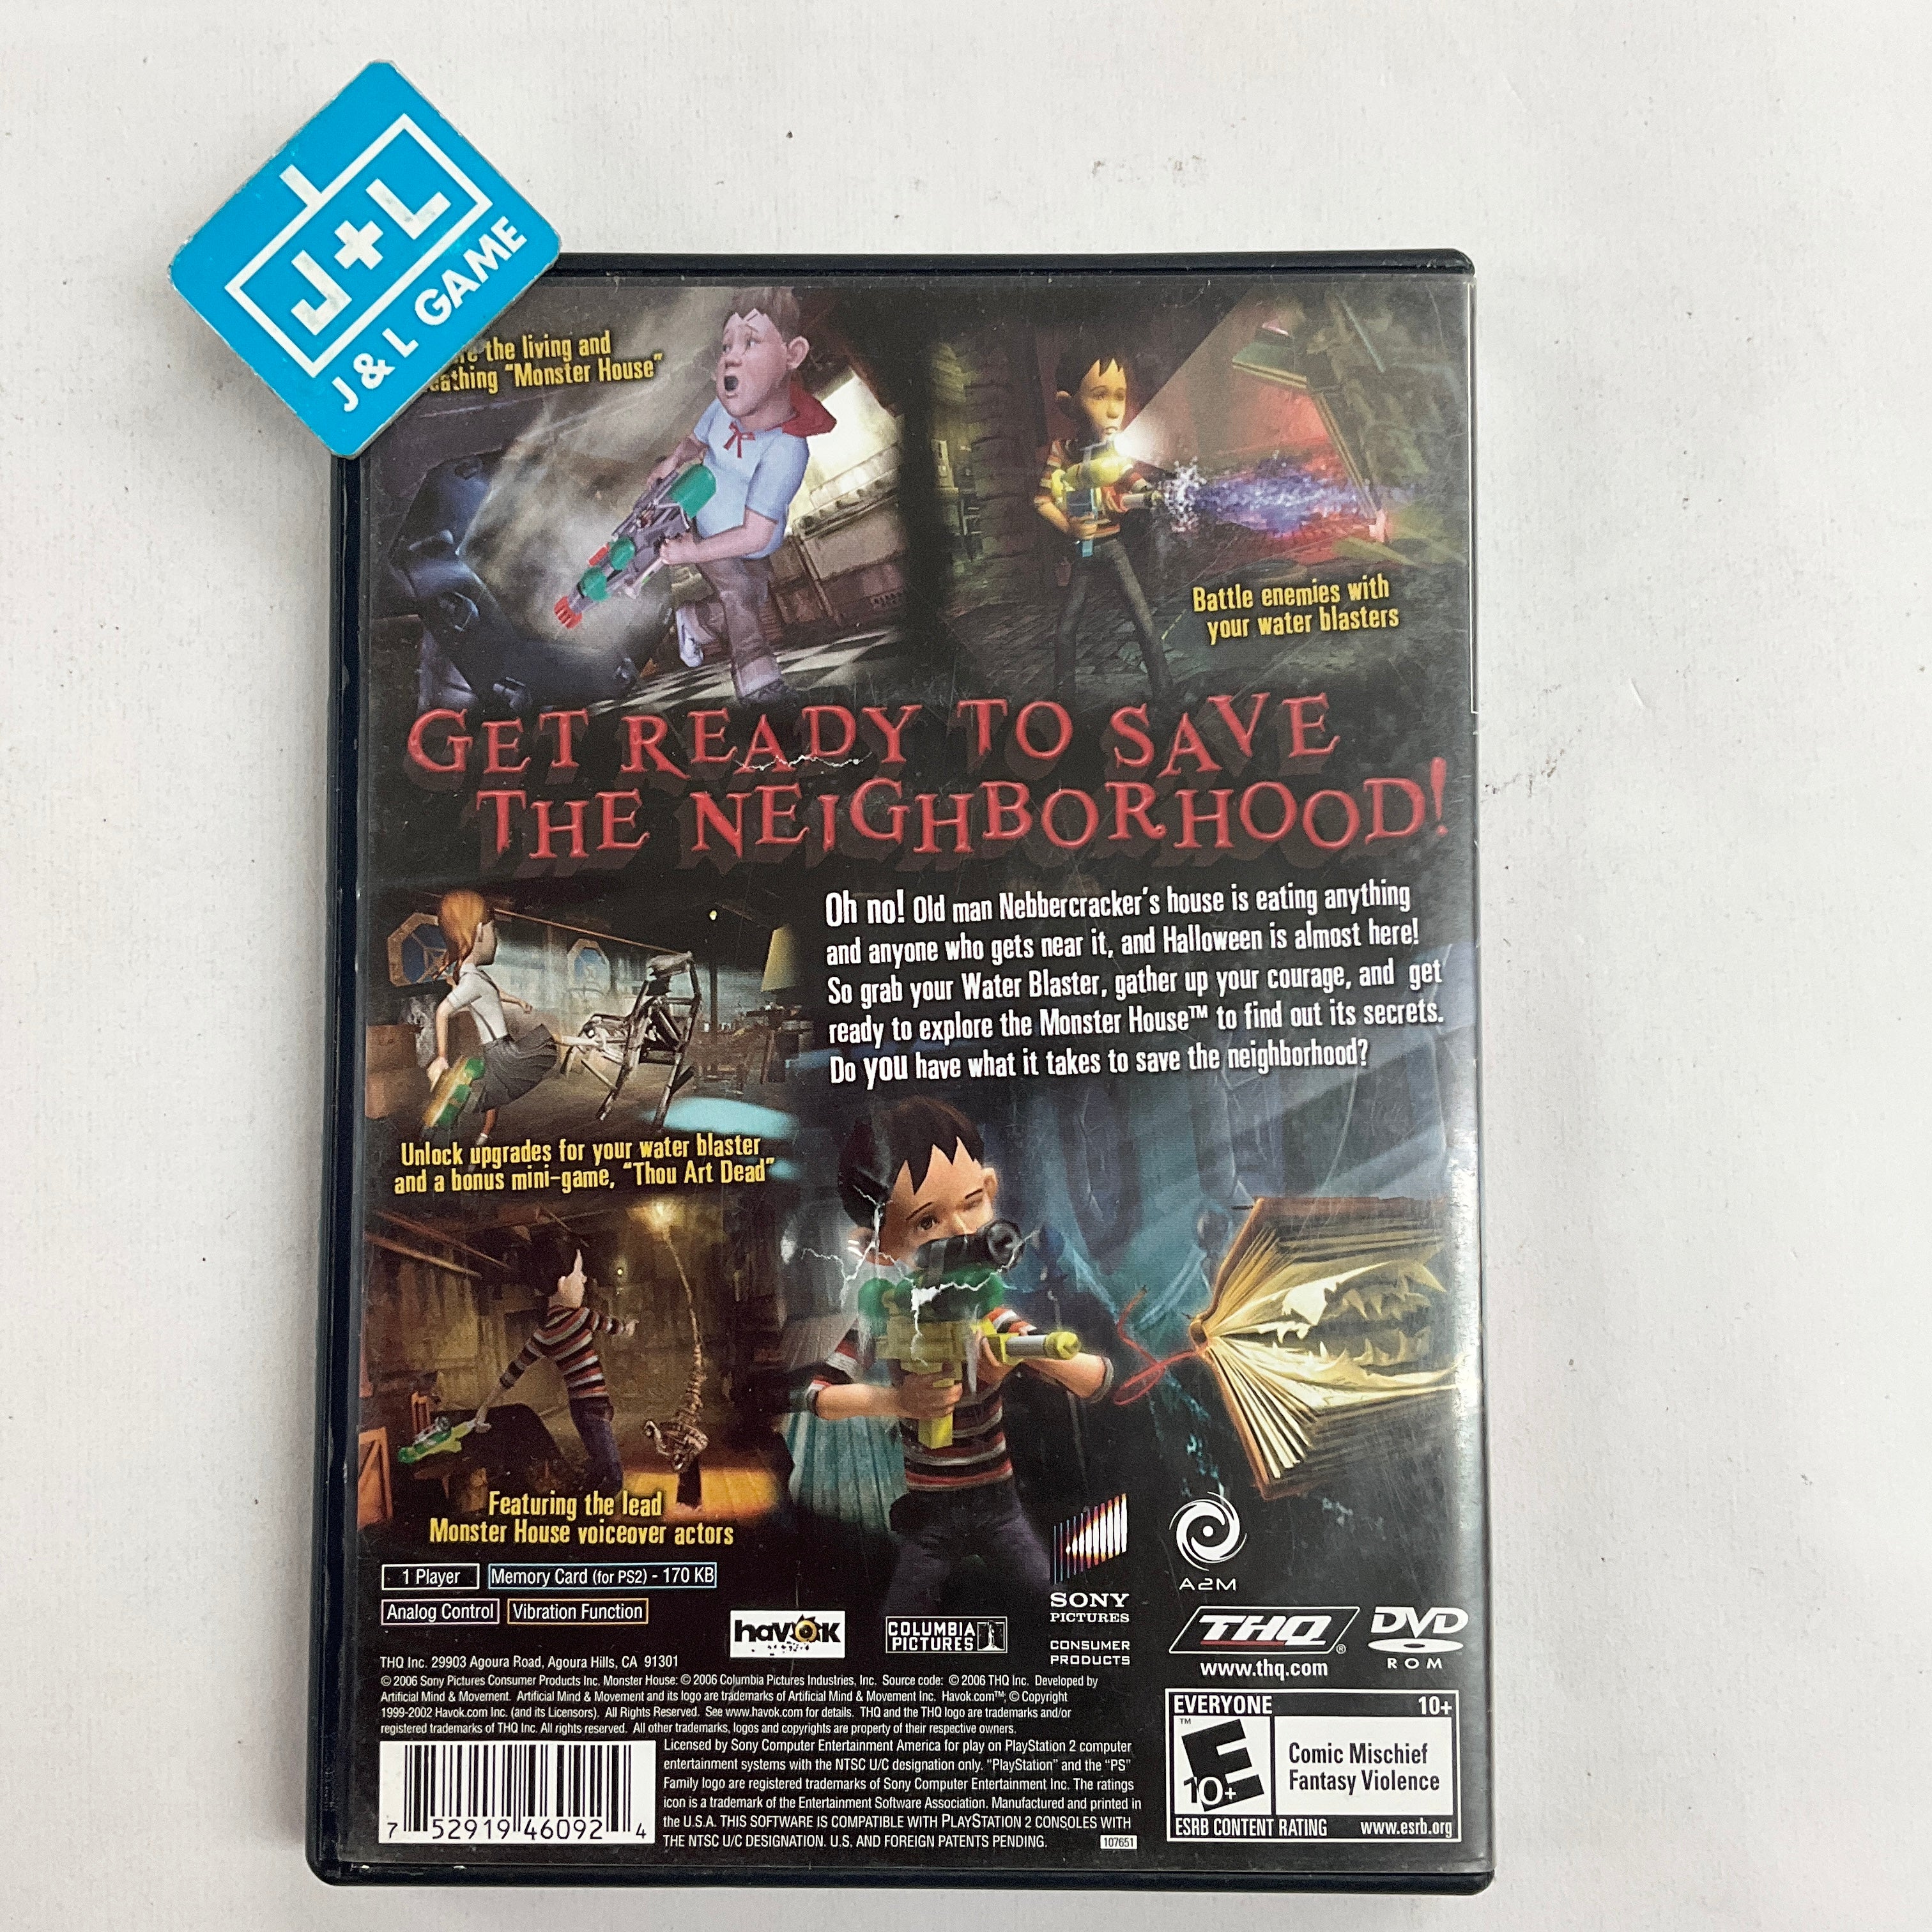 J+L
J & L GAME
the living and
"Monster House"
Battle enemies with
your water blasters
GET READY TO SAVE
THE NEIGHBORHOOD!
Oh no! Old man Nebbercracker's house is eating anything
and anyone who gets near it, and Halloween is almost here!
So grab your Water Blaster, gather up your courage, and get
ready to explore the Monster House™ to find out its secrets.
Do you have what it takes to save the neighborhood?
Unlock upgrades for your water blaster
and a bonus mini-game, "Thou Art Dead"
Featuring the lead
Monster House voiceover actors
1 Player
Memory Card (for PS2) - 170 KB
Analog Control
Vibration Function
havok
COLUMBIA
PICTURES
SONY
PICTURES
CONSUMER
PRODUCTS
A2M
THQ®
www.thq.com
DVD
ROM
THQ Inc. 29903 Agoura Road, Agoura Hills, CA 91301
© 2006 Sony Pictures Consumer Products Inc. Monster House: © 2006 Columbia Pictures Industries, Inc. Source code: © 2006 THQ Inc. Developed by
Artificial Mind & Movement. Artificial Mind & Movement and its logo are trademarks of Artificial Mind & Movement Inc. Havok.com™; © Copyright
1999-2002 Havok.com Inc. (and its Licensors). All Rights Reserved. See www.havok.com for details. THQ and the THQ logo are trademarks and/or
registered trademarks of THQ Inc. All rights reserved. All other trademarks, logos and copyrights are property of their respective owners.
Licensed by Sony Computer Entertainment America for play on PlayStation 2 computer
entertainment systems with the NTSC U/C designation only. "PlayStation" and the "PS"
Family logo are registered trademarks of Sony Computer Entertainment Inc. The ratings
icon is a trademark of the Entertainment Software Association. Manufactured and printed in
the U.S.A. THIS SOFTWARE IS COMPATIBLE WITH PLAYSTATION 2 CONSOLES WITH
THE NTSC U/C DESIGNATION. U.S. AND FOREIGN PATENTS PENDING.
107651
7 52919 46092 4
EVERYONE 10+
™
E
10+
Comic Mischief
Fantasy Violence
ESRB CONTENT RATING www.esrb.org